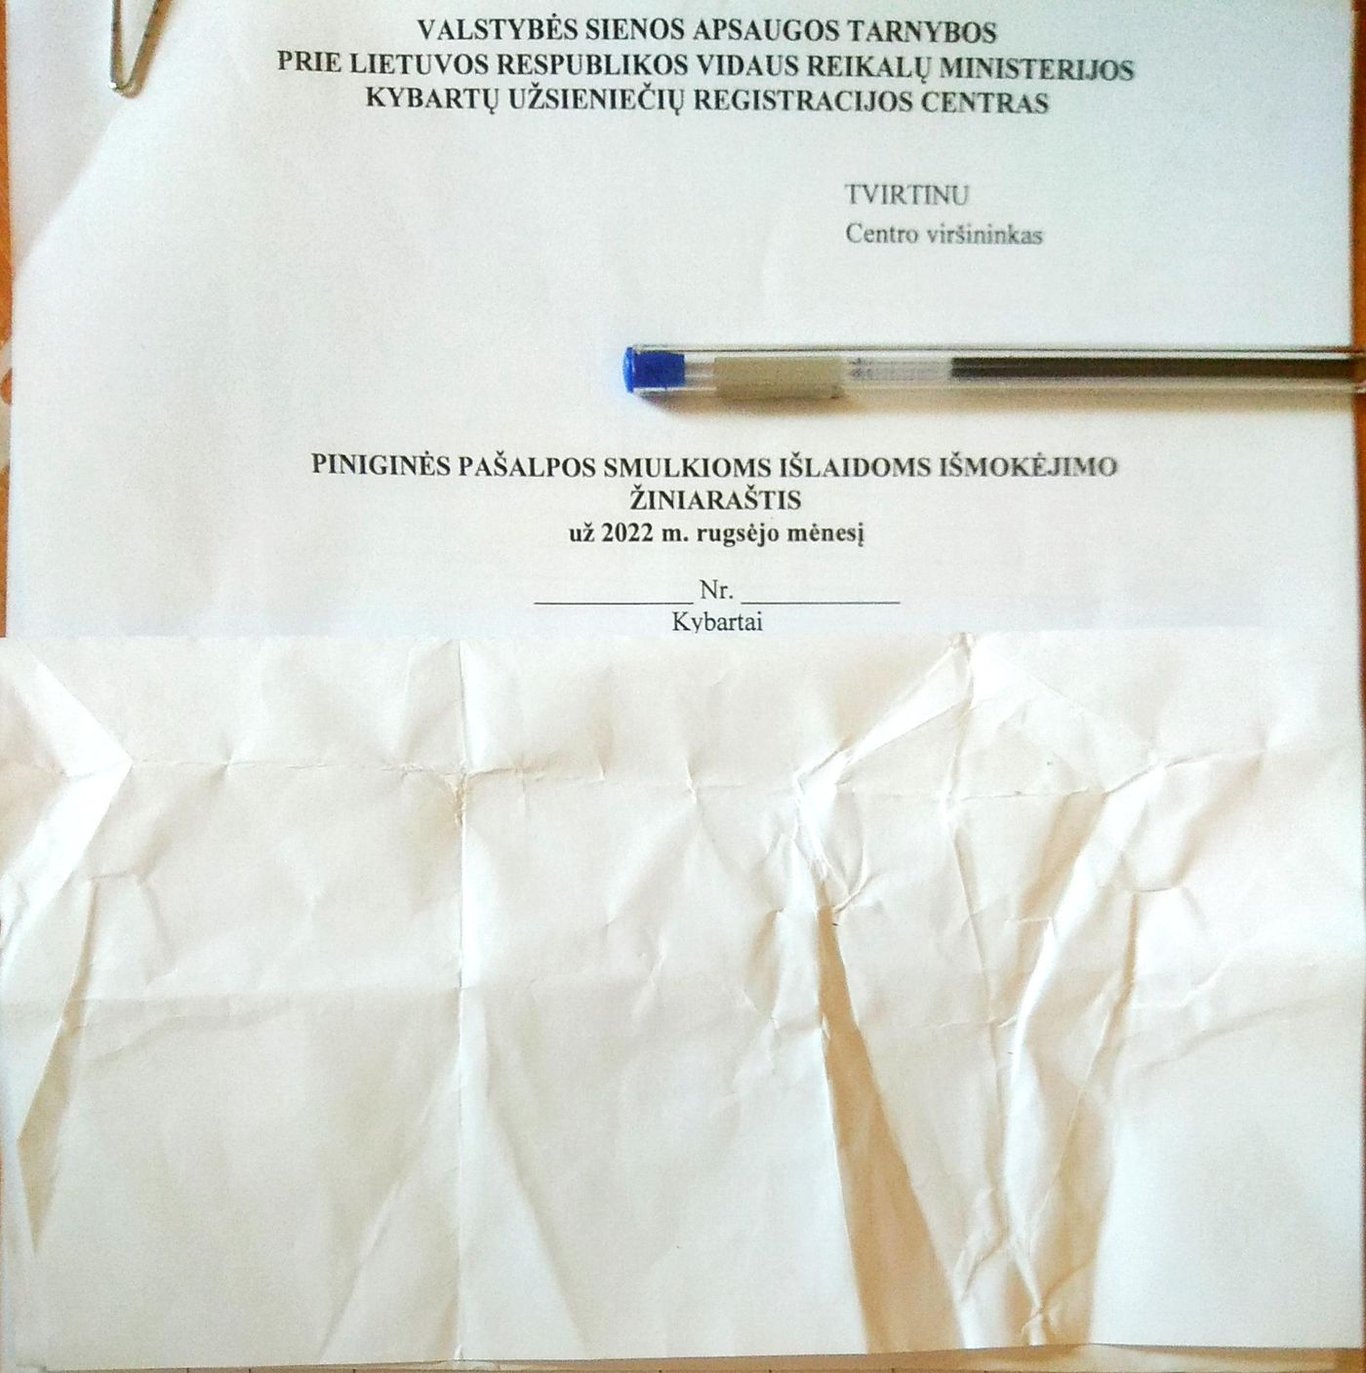 VALSTYBĖS SIENOS APSAUGOS TARNYBOS
PRIE LIETUVOS RESPUBLIKOS VIDAUS REIKALŲ MINISTERIJOS
KYBARTŲ UŽSIENIEČIŲ REGISTRACIJOS CENTRAS
TVIRTINU
Centro viršininkas
PINIGINĖS PAŠALPOS SMULKIOMS IŠLAIDOMS IŠMOKĖJIMO
ŽINIARAŠTIS
už 2022 m. rugsėjo mėnesį
____________ Nr. ____________
Kybartai